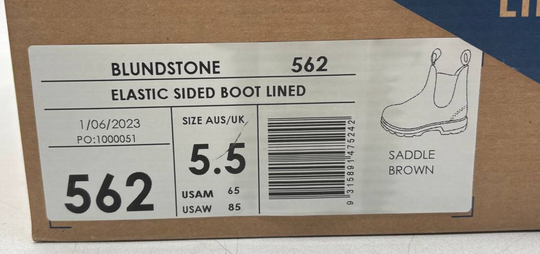 BLUNDSTONE 562
ELASTIC SIDED BOOT LINED
1/06/2023
PO:1000051
562
SIZE AUS/UK
5.5
USAM 65
USAW 85
9 315891 475242
SADDLE
BROWN